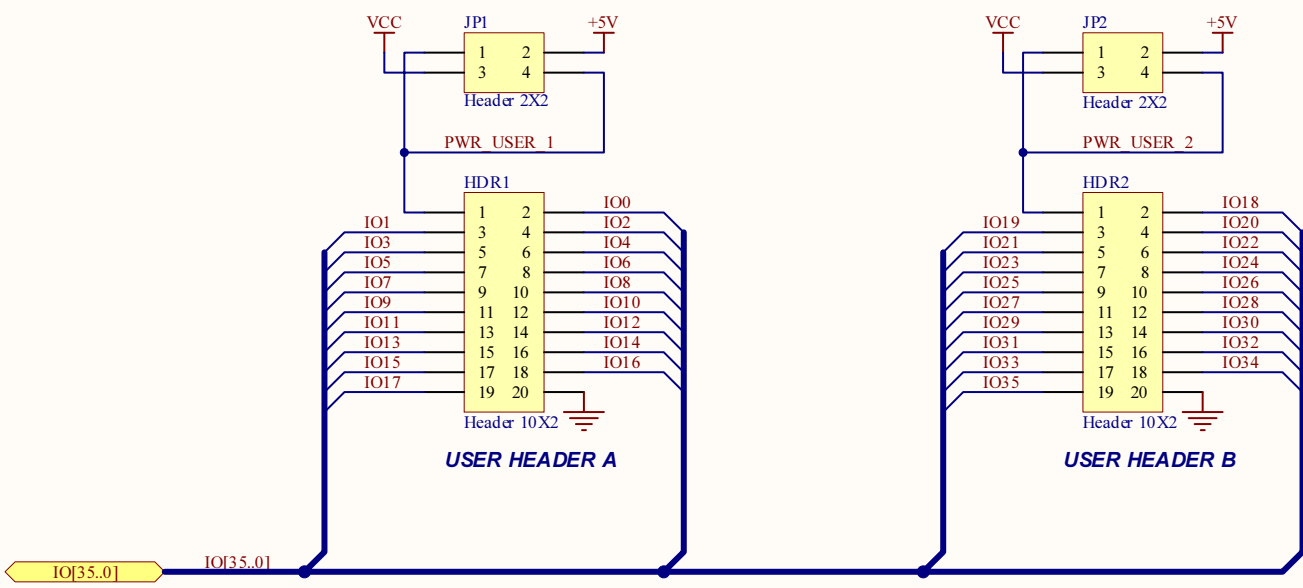 VCC JP1 +5V VCC JP2 +5V
1 2 1 2
3 4 3 4
Header 2X2 Header 2X2
PWR_USER_1 PWR_USER_2
HDR1 HDR2
1 2 IO0 1 2 IO18
IO1 3 4 IO2 IO19 3 4 IO20
IO3 5 6 IO4 IO21 5 6 IO22
IO5 7 8 IO6 IO23 7 8 IO24
IO7 9 10 IO8 IO25 9 10 IO26
IO9 11 12 IO10 IO27 11 12 IO28
IO11 13 14 IO12 IO29 13 14 IO30
IO13 15 16 IO14 IO31 15 16 IO32
IO15 17 18 IO16 IO33 17 18 IO34
IO17 19 20 IO35 19 20
Header 10X2 Header 10X2
USER HEADER A USER HEADER B
IO[35..0] IO[35..0]